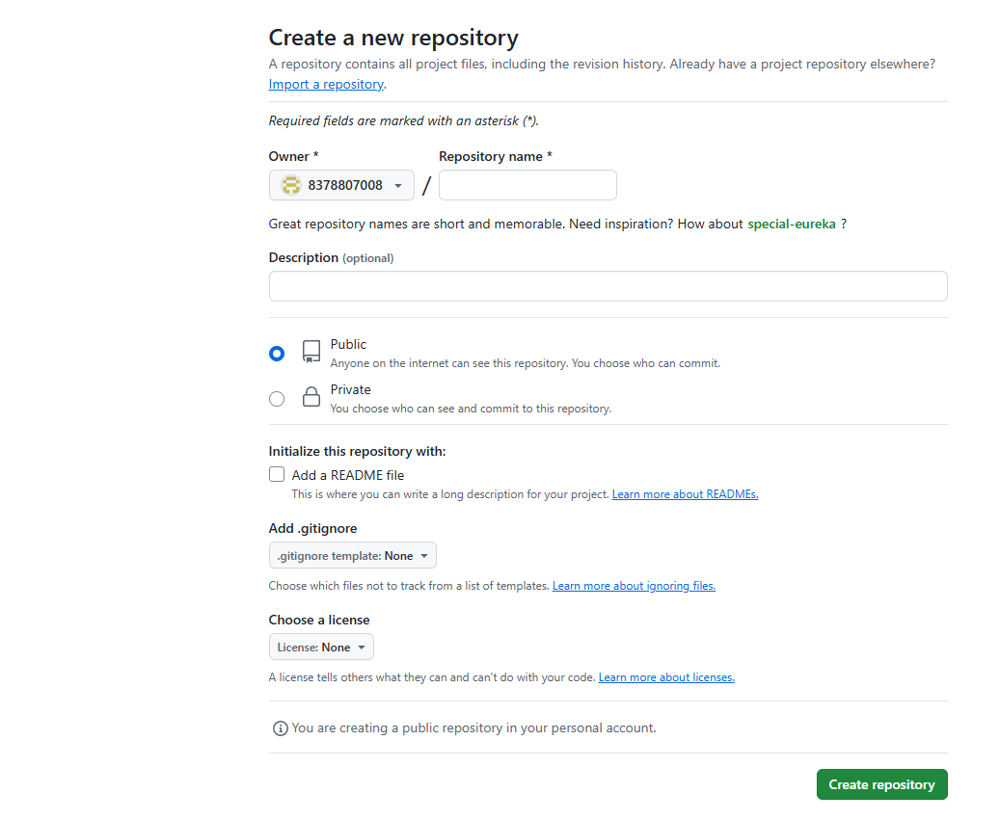 Create a new repository
A repository contains all project files, including the revision history. Already have a project repository elsewhere?
Import a repository.
Required fields are marked with an asterisk (*).
Owner *
Repository name *
8378807008
/
Great repository names are short and memorable. Need inspiration? How about special-eureka ?
Description (optional)
Public
Anyone on the internet can see this repository. You choose who can commit.
Private
You choose who can see and commit to this repository.
Initialize this repository with:
Add a README file
This is where you can write a long description for your project. Learn more about READMEs.
Add .gitignore
.gitignore template: None
Choose which files not to track from a list of templates. Learn more about ignoring files.
Choose a license
License: None
A license tells others what they can and can't do with your code. Learn more about licenses.
You are creating a public repository in your personal account.
Create repository